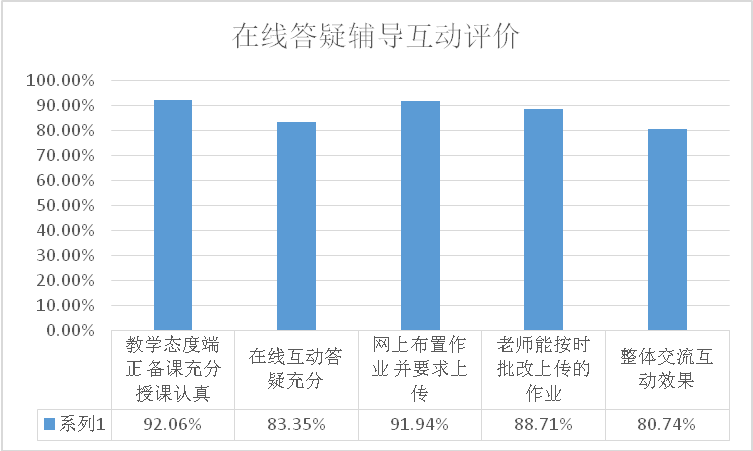 在线答疑辅导互动评价
100.00%
90.00%
80.00%
70.00%
60.00%
50.00%
40.00%
30.00%
20.00%
10.00%
0.00%
教学态度端
正 备课充分
授课认真
在线互动答
疑充分
网上布置作
业 并要求上
传
老师能按时
批改上传的
作业
整体交流互
动效果
系列1
92.06%
83.35%
91.94%
88.71%
80.74%